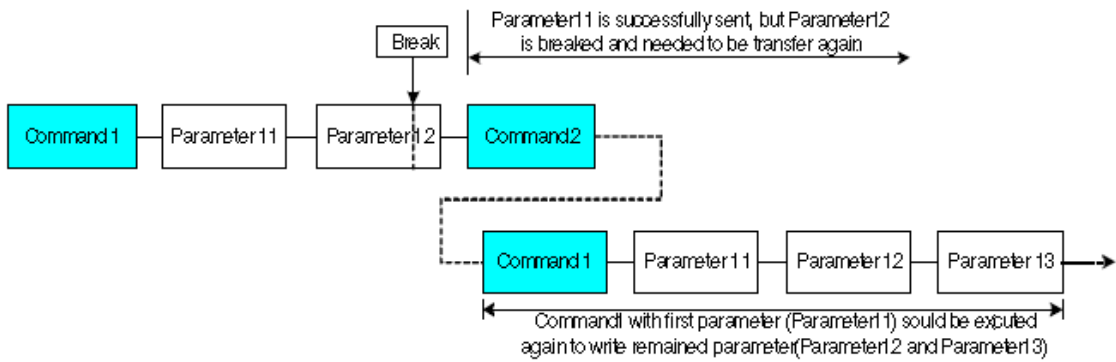 Parameter11 is successfully sent, but Parameter12
is breaked and needed to be transfer again
Break
Command1
Parameter11
Parameter12
Command2
Command1
Parameter11
Parameter12
Parameter13
Command1 with first parameter (Parameter11) sould be excuted
again to write remained parameter(Parameter12 and Parameter13)